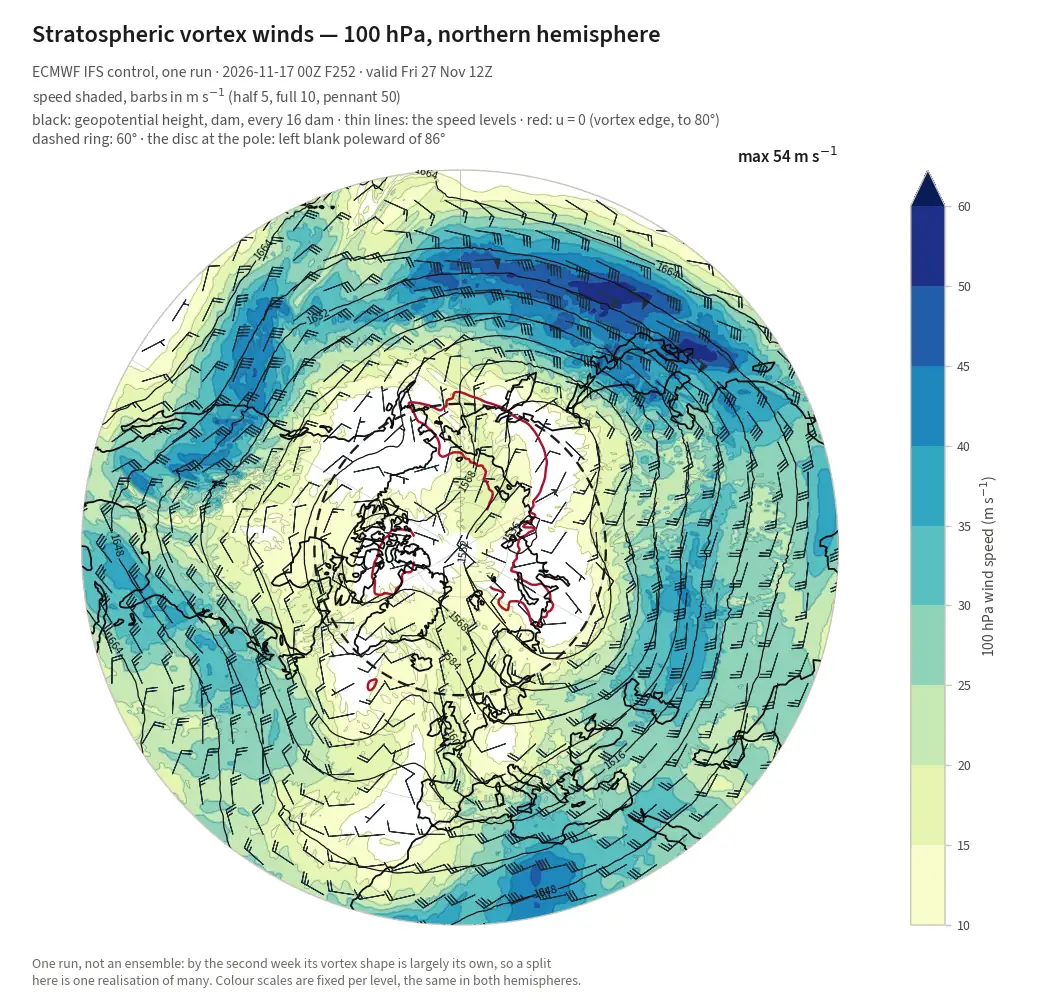 Stratospheric vortex winds — 100 hPa, northern hemisphere
ECMWF IFS control, one run · 2026-11-17 00Z F252 · valid Fri 27 Nov 12Z
speed shaded, barbs in m s⁻¹ (half 5, full 10, pennant 50)
black: geopotential height, dam, every 16 dam · thin lines: the speed levels · red: u = 0 (vortex edge, to 80°)
dashed ring: 60° · the disc at the pole: left blank poleward of 86°
max 54 m s⁻¹
1664
1664
1664
1632
1568
1552
1648
1568
1584
1664
1616
1648
60
50
45
40
35
30
25
20
15
10
100 hPa wind speed (m s⁻¹)
One run, not an ensemble: by the second week its vortex shape is largely its own, so a split
here is one realisation of many. Colour scales are fixed per level, the same in both hemispheres.